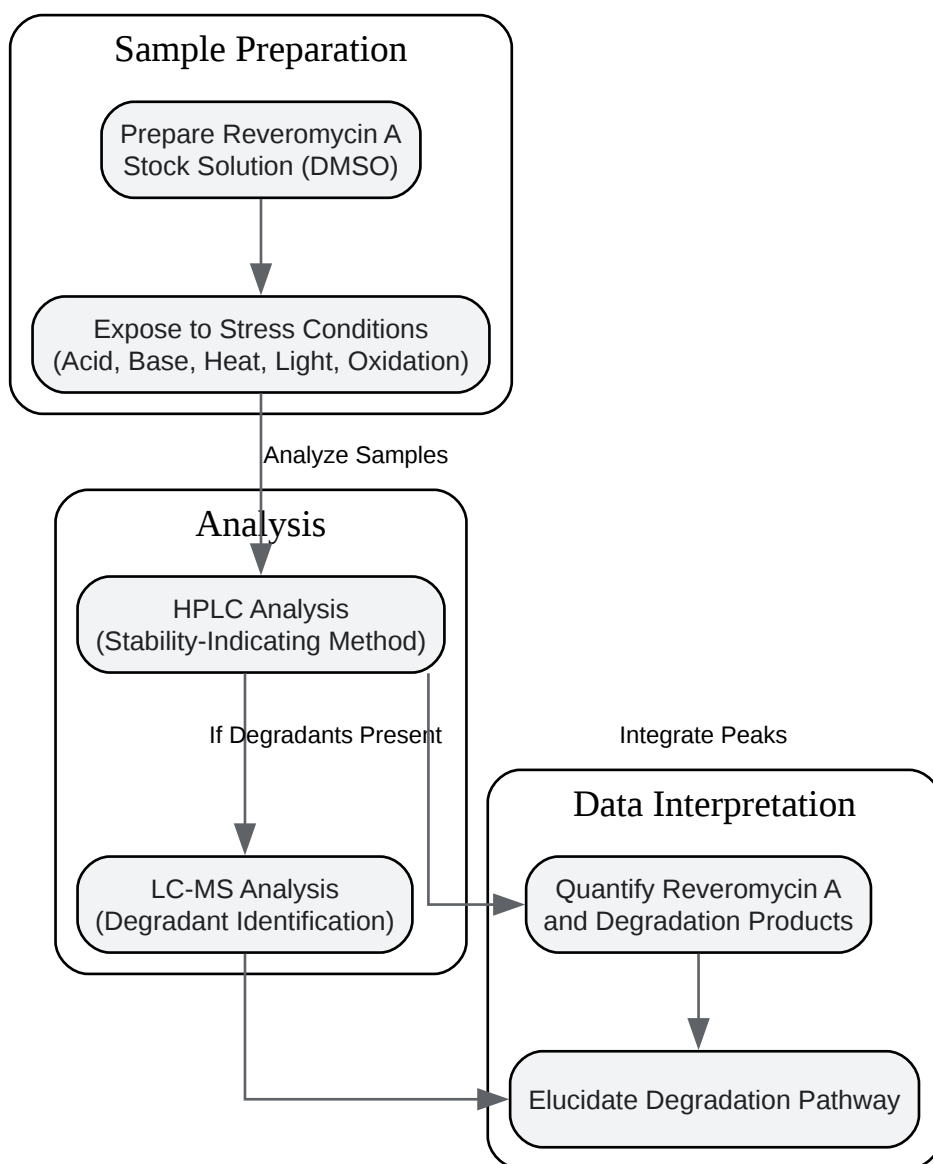 Sample Preparation
Prepare Reveromycin A
Stock Solution (DMSO)
Expose to Stress Conditions
(Acid, Base, Heat, Light, Oxidation)
Analyze Samples
Analysis
HPLC Analysis
(Stability-Indicating Method)
If Degradants Present
Integrate Peaks
Data Interpretation
LC-MS Analysis
(Degradant Identification)
Quantify Reveromycin A
and Degradation Products
Elucidate Degradation Pathway